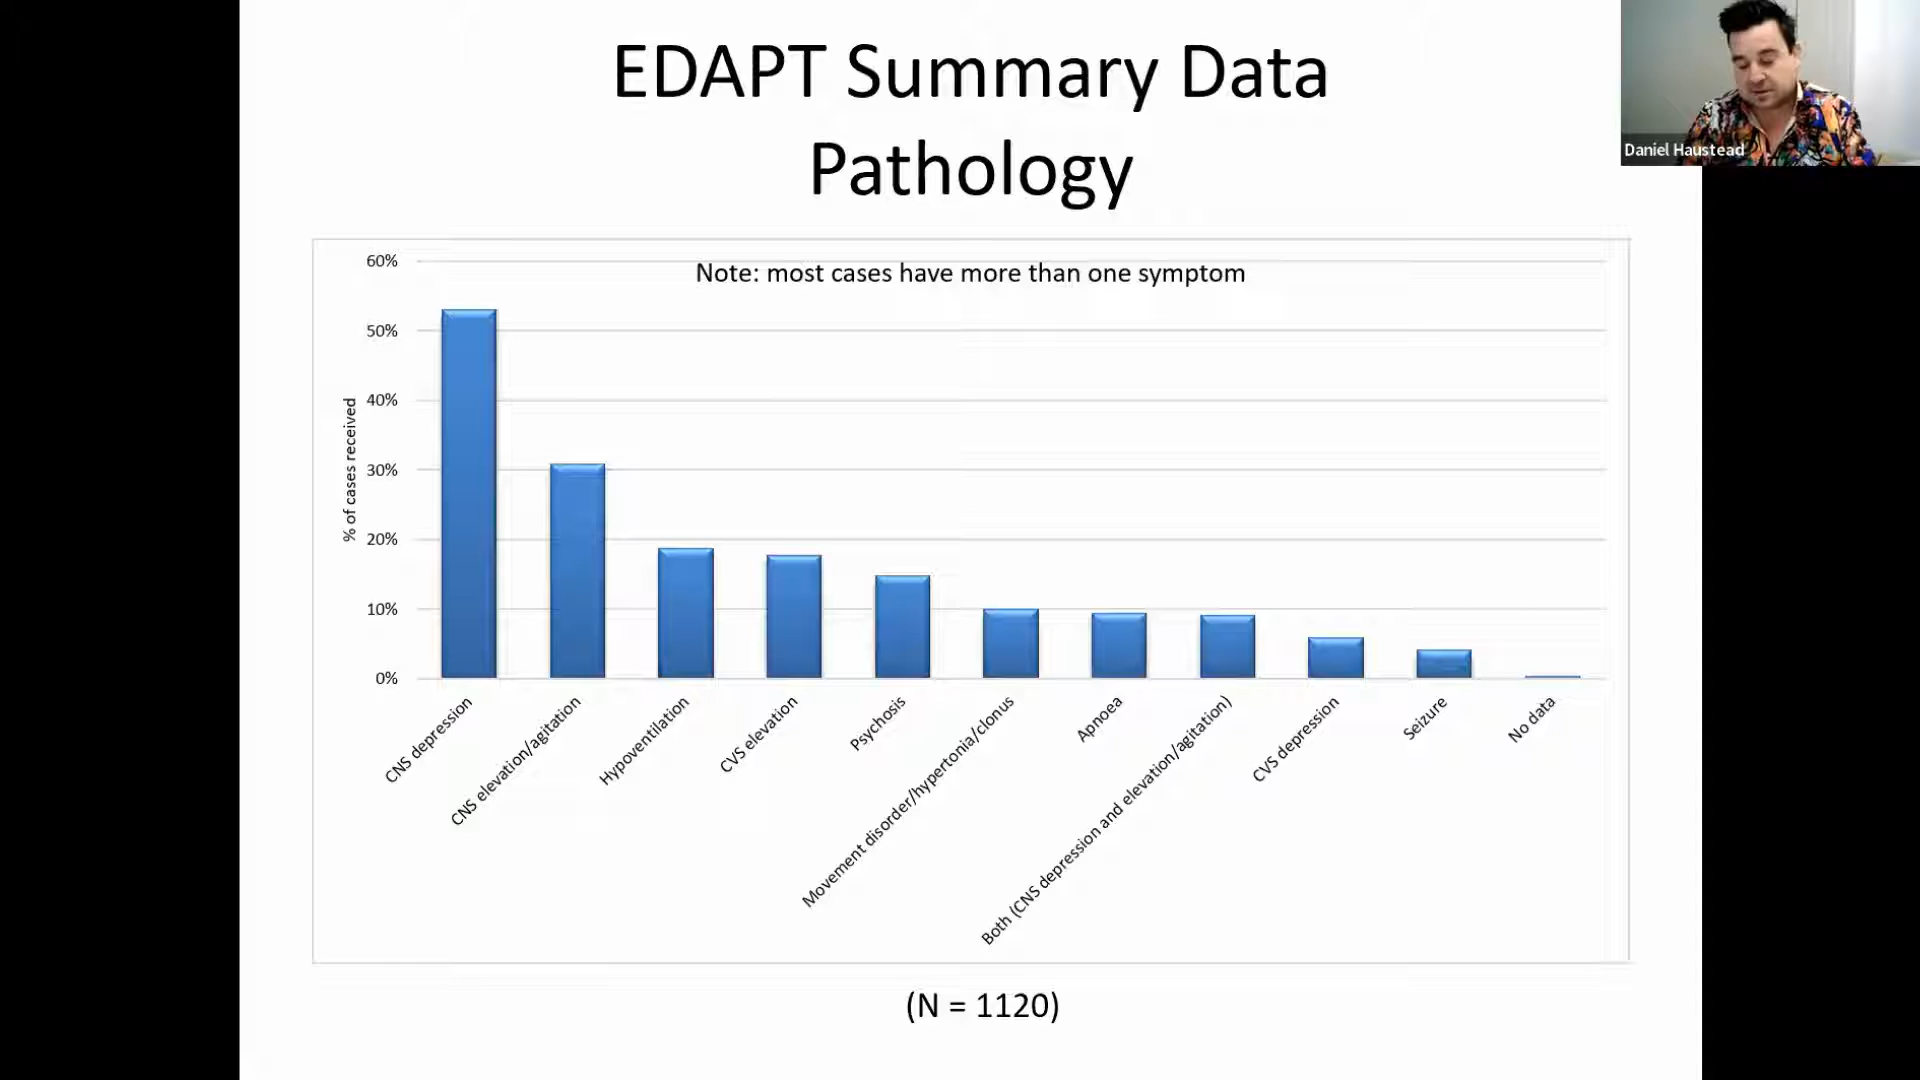 EDAPT Summary Data
Pathology
Daniel Haustead
Note: most cases have more than one symptom
60%
50%
40%
30%
20%
10%
0%
% of cases received
CNS depression
CNS elevation/agitation
Hypoventilation
CVS elevation
Psychosis
Movement disorder/hypertonia/clonus
Apnoea
Both (CNS depression and elevation/agitation)
CVS depression
Seizure
No data
(N = 1120)